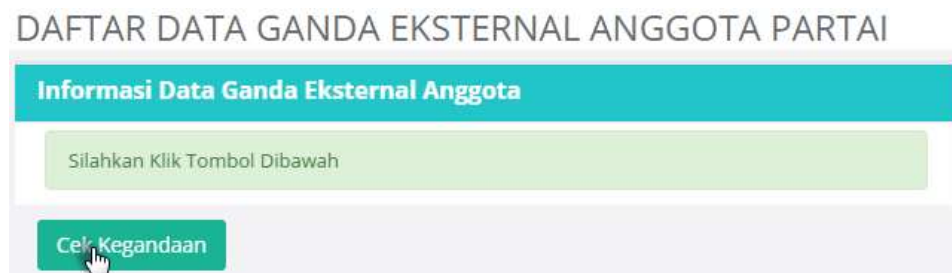 DAFTAR DATA GANDA EKSTERNAL ANGGOTA PARTAI
Informasi Data Ganda Eksternal Anggota
Silahkan Klik Tombol Dibawah
Cek Kegandaan